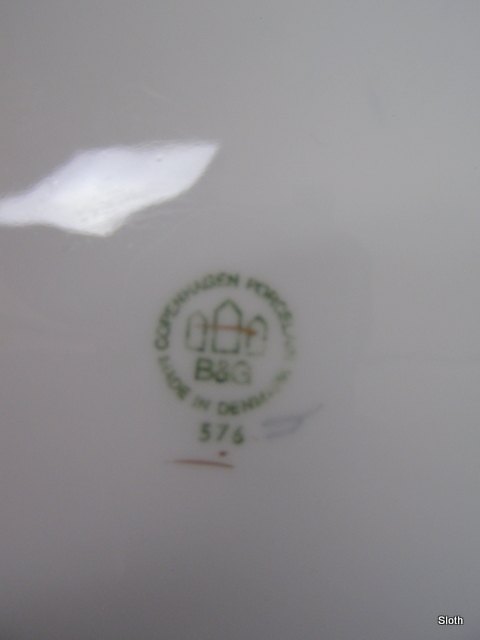 COPENHAGEN PORCELAIN
B&G
MADE IN DENMARK
576
Sloth